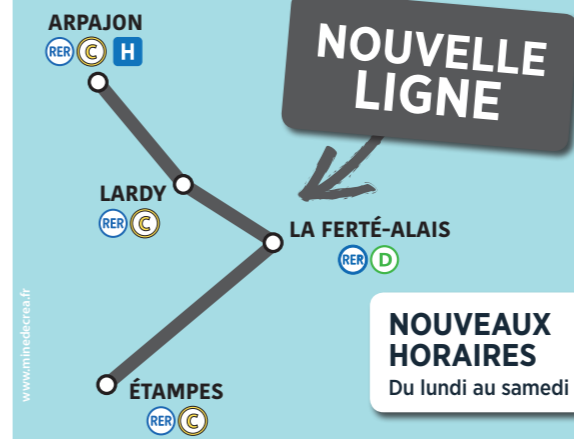 ARPAJON
RER C H
NOUVELLE
LIGNE
LARDY
RER C
LA FERTÉ-ALAIS
RER D
NOUVEAUX
HORAIRES
Du lundi au samedi
ÉTAMPES
RER C
www.minedecrea.fr